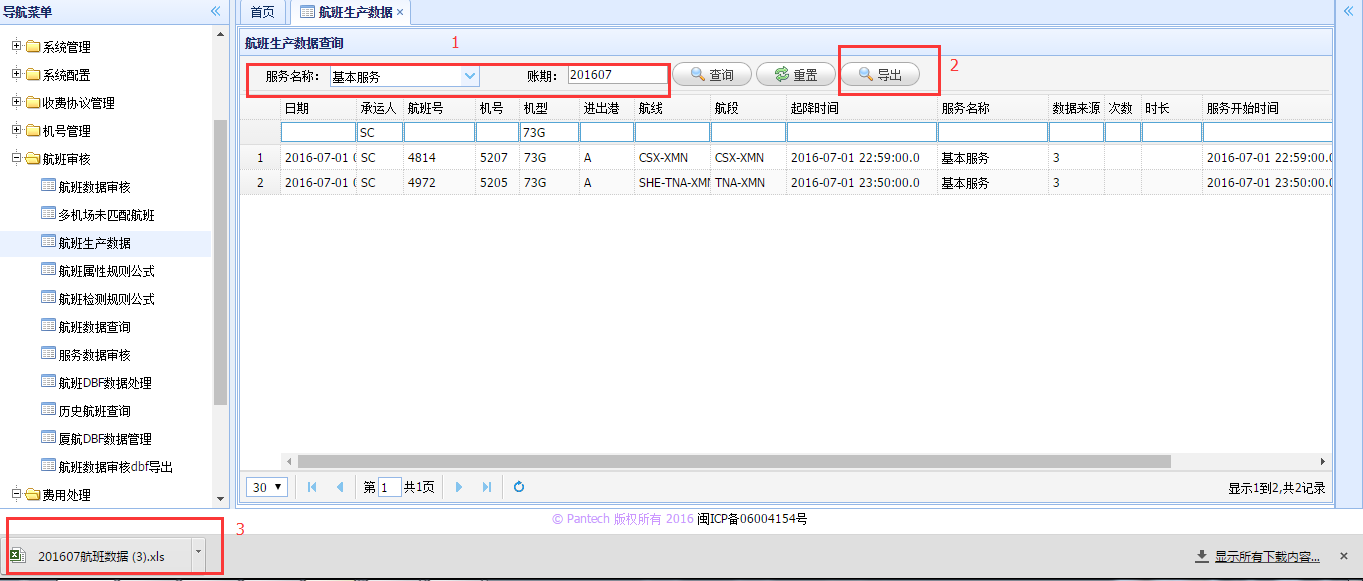 导航菜单
首页
航班生产数据
系统管理
系统配置
收费协议管理
机号管理
航班审核
航班数据审核
多机场未匹配航班
航班生产数据
航班属性规则公式
航班检测规则公式
航班数据查询
服务数据审核
航班DBF数据处理
历史航班查询
厦航DBF数据管理
航班数据审核dbf导出
费用处理
航班生产数据查询 1
服务名称: 基本服务 账期: 201607 查询 重置 导出 2
日期 承运人 航班号 机号 机型 进出港 航线 航段 起降时间 服务名称 数据来源 次数 时长 服务开始时间
SC 73G
1 2016-07-01 0 SC 4814 5207 73G A CSX-XMN CSX-XMN 2016-07-01 22:59:00.0 基本服务 3 2016-07-01 22:59:00.0
2 2016-07-01 0 SC 4972 5205 73G A SHE-TNA-XMN TNA-XMN 2016-07-01 23:50:00.0 基本服务 3 2016-07-01 23:50:00.0
30 第 1 共1页 显示1到2,共2记录
© Pantech 版权所有 2016 闽ICP备06004154号
201607航班数据 (3).xls 3
显示所有下载内容...